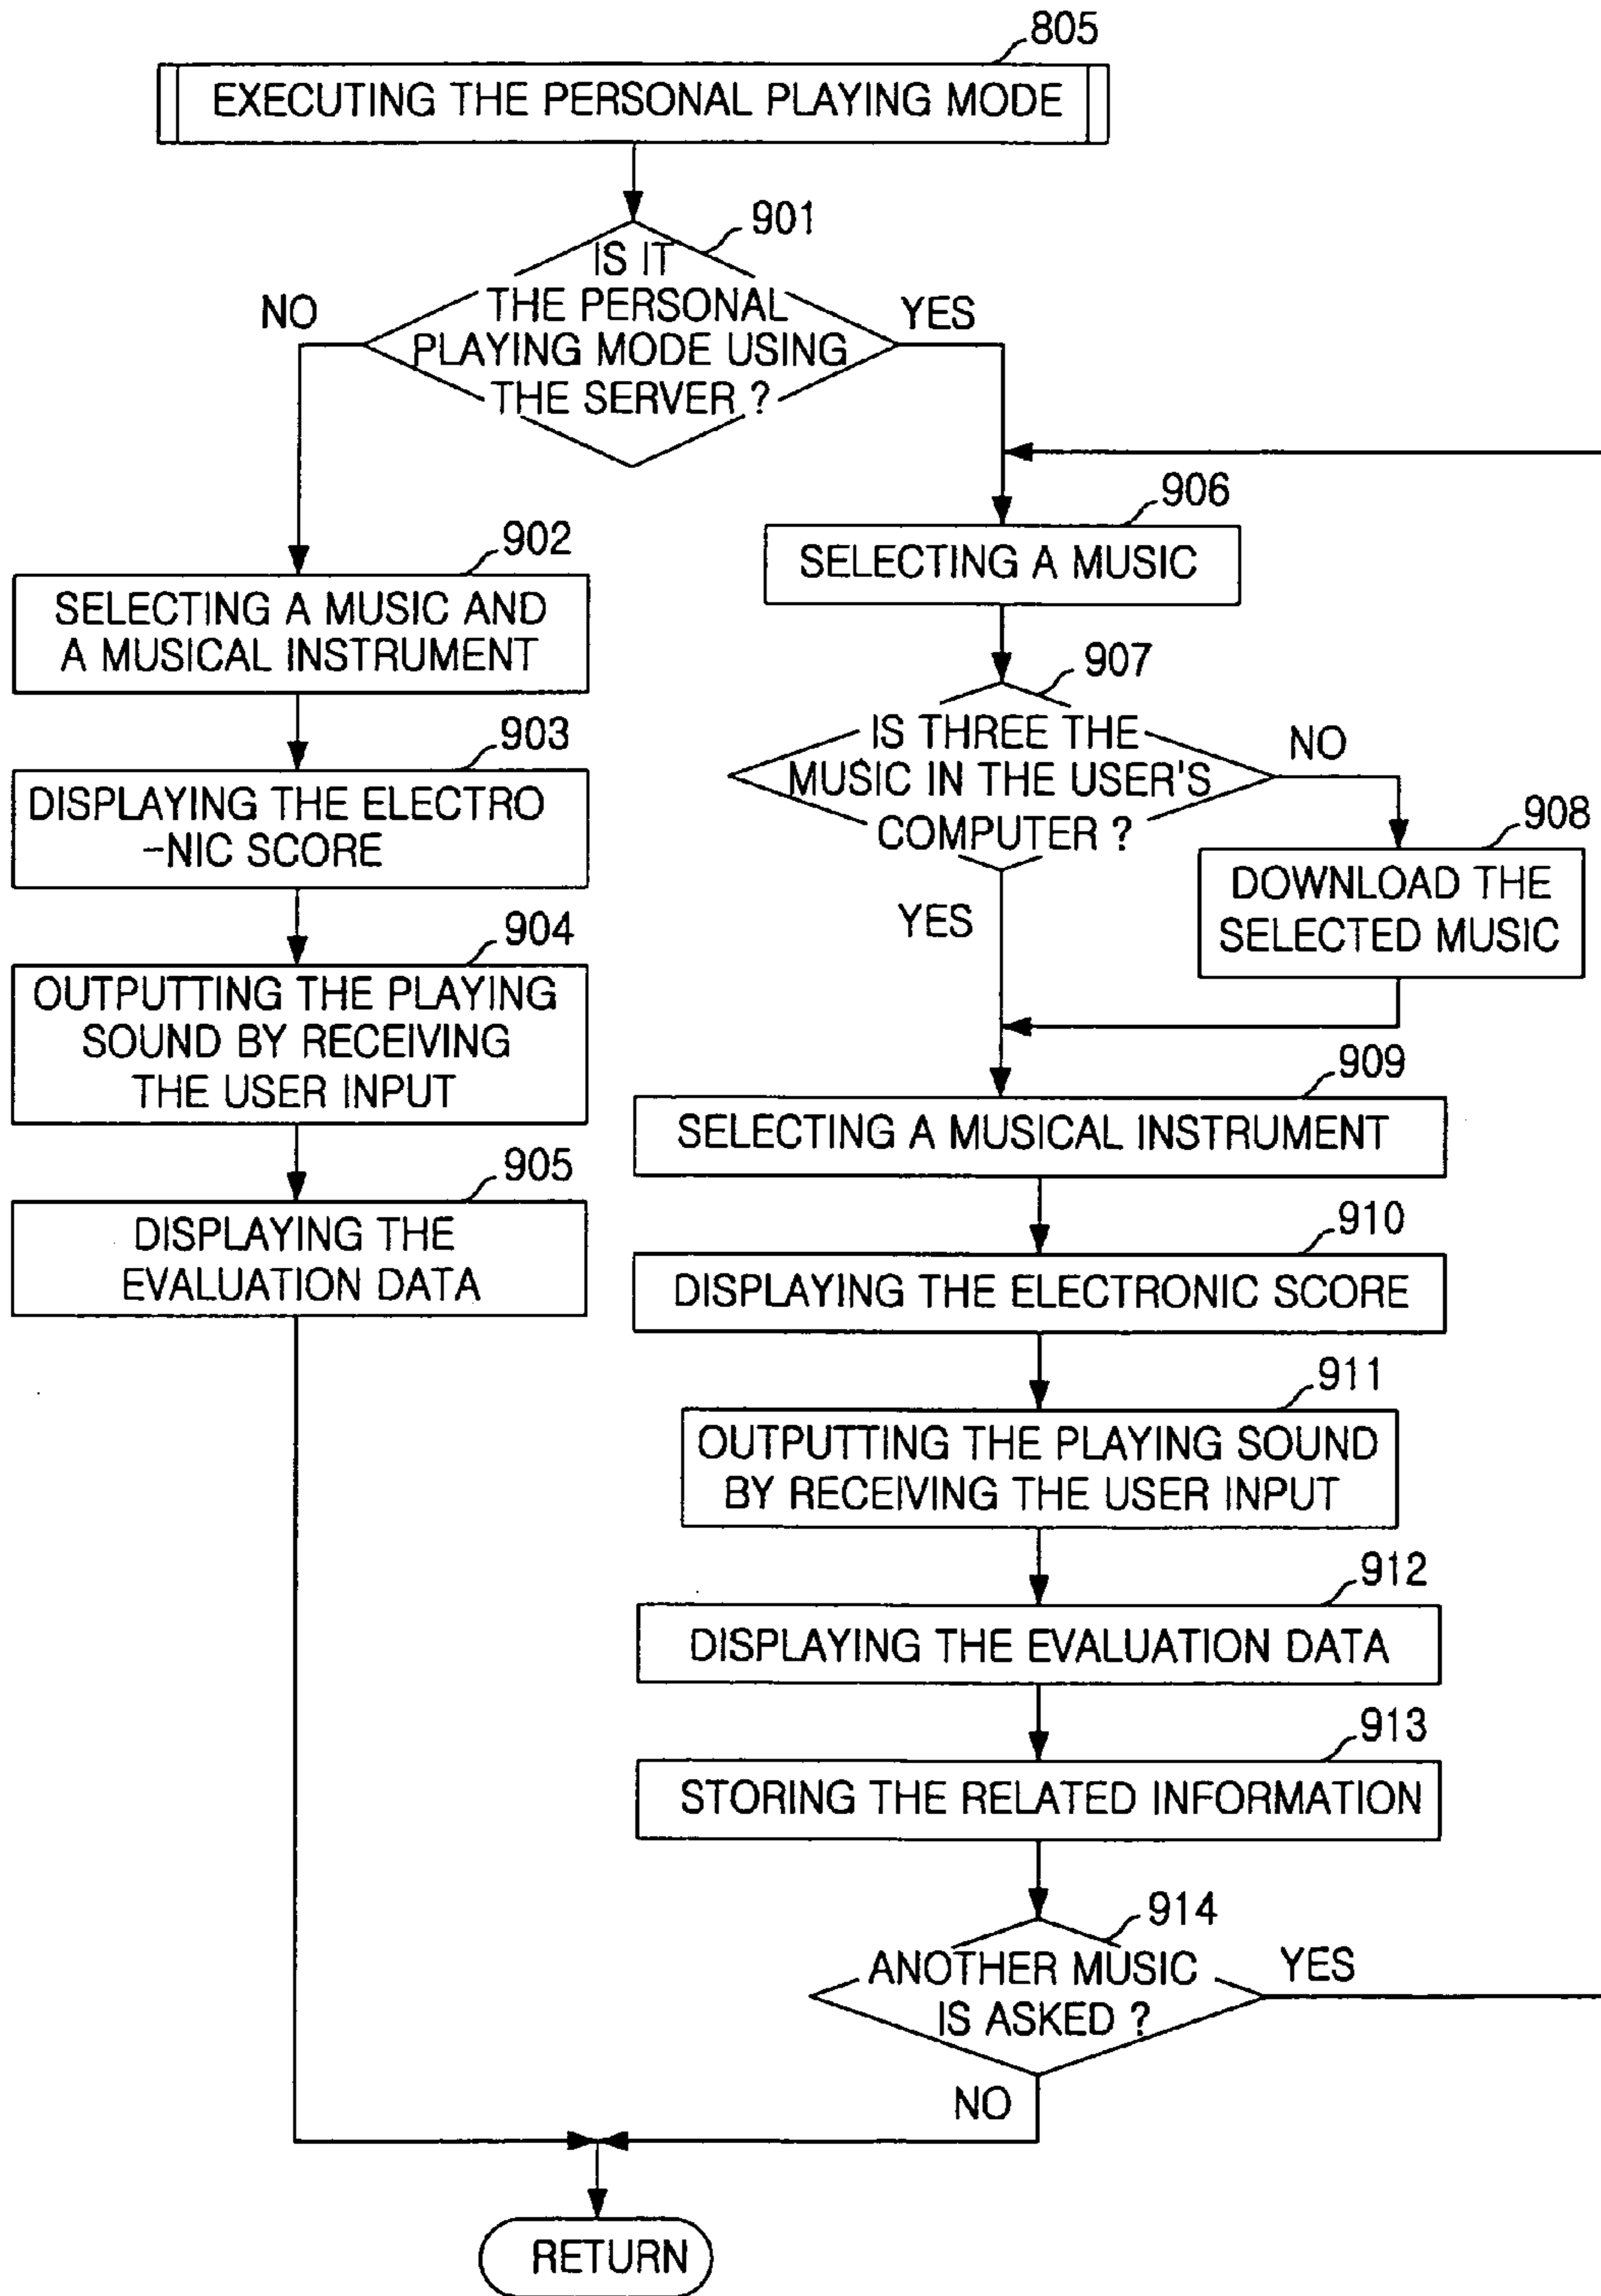 805
EXECUTING THE PERSONAL PLAYING MODE
901
IS IT
THE PERSONAL
PLAYING MODE USING
THE SERVER ?
NO
YES
902
SELECTING A MUSIC AND
A MUSICAL INSTRUMENT
903
DISPLAYING THE ELECTRO
-NIC SCORE
904
OUTPUTTING THE PLAYING
SOUND BY RECEIVING
THE USER INPUT
905
DISPLAYING THE
EVALUATION DATA
906
SELECTING A MUSIC
907
IS THREE THE
MUSIC IN THE USER'S
COMPUTER ?
NO
YES
908
DOWNLOAD THE
SELECTED MUSIC
909
SELECTING A MUSICAL INSTRUMENT
910
DISPLAYING THE ELECTRONIC SCORE
911
OUTPUTTING THE PLAYING SOUND
BY RECEIVING THE USER INPUT
912
DISPLAYING THE EVALUATION DATA
913
STORING THE RELATED INFORMATION
914
ANOTHER MUSIC
IS ASKED ?
YES
NO
RETURN